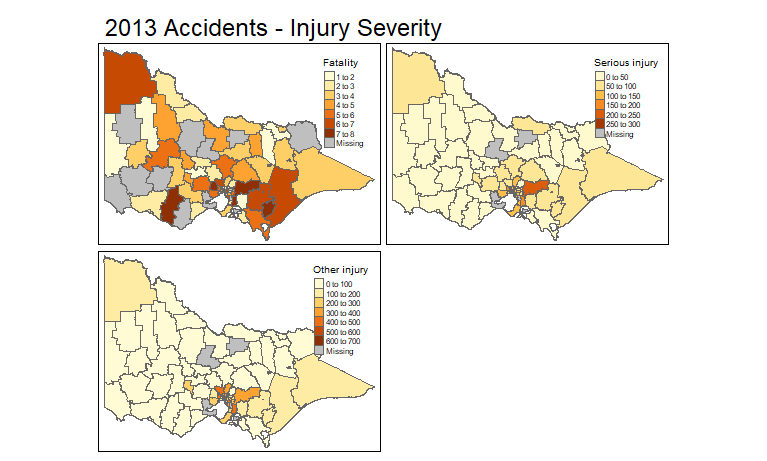 2013 Accidents - Injury Severity
Fatality
1 to 2
2 to 3
3 to 4
4 to 5
5 to 6
6 to 7
7 to 8
Missing
Serious injury
0 to 50
50 to 100
100 to 150
150 to 200
200 to 250
250 to 300
Missing
Other injury
0 to 100
100 to 200
200 to 300
300 to 400
400 to 500
500 to 600
600 to 700
Missing